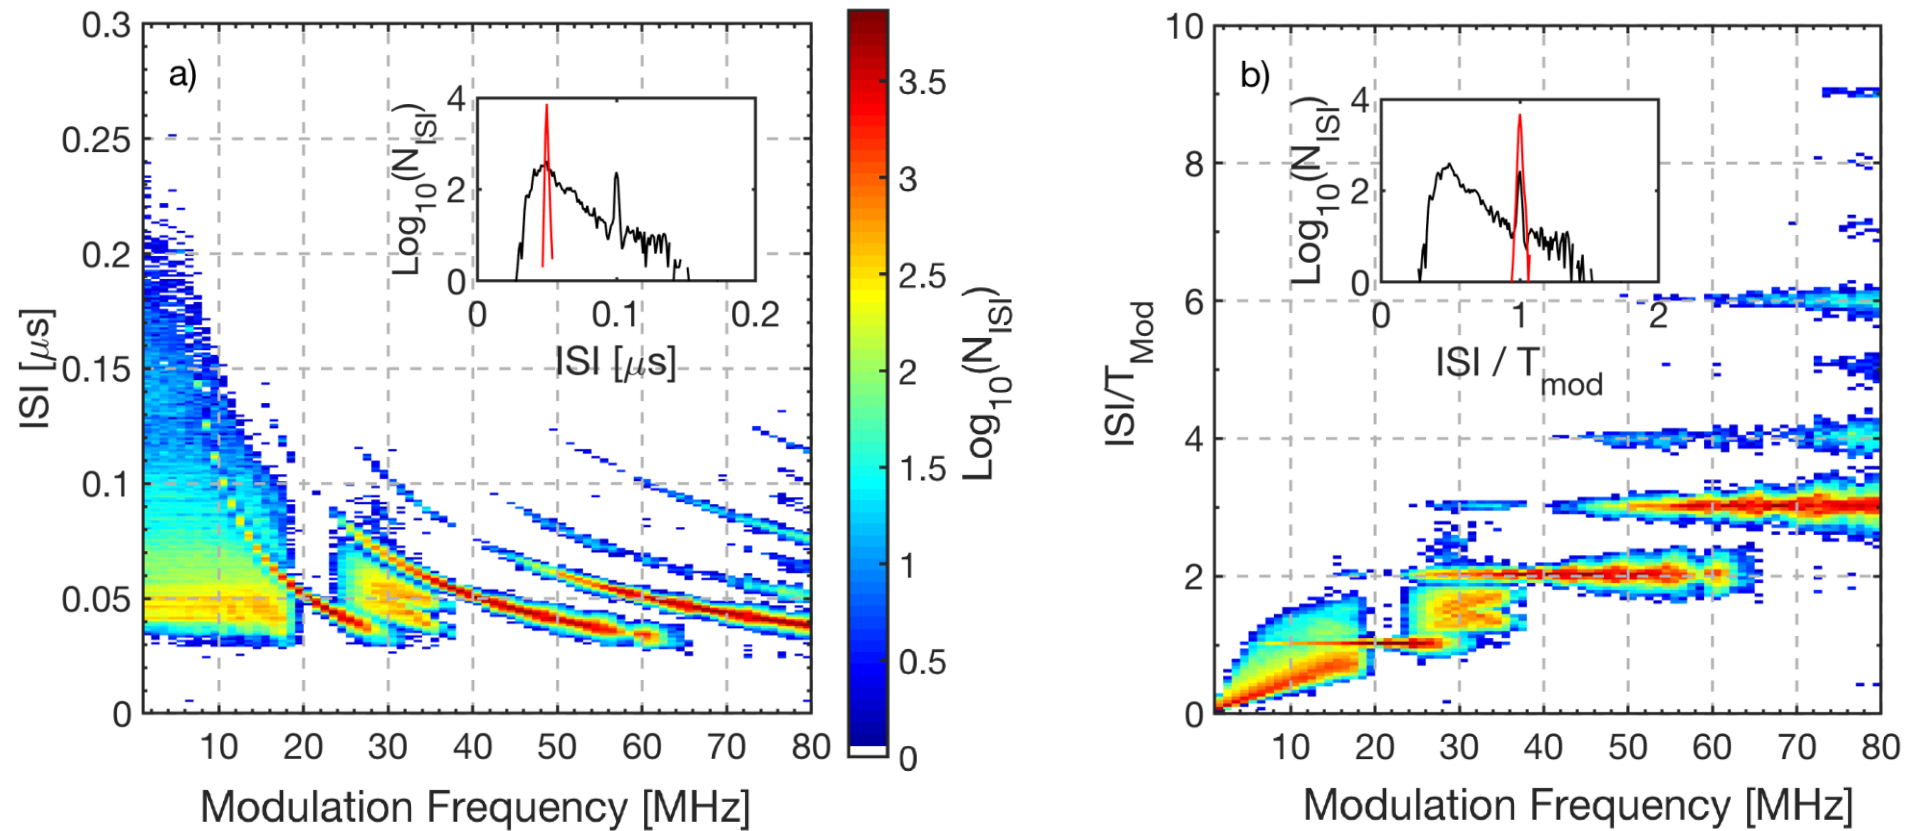 a)
ISI [μs]
0.3
0.25
0.2
0.15
0.1
0.05
0
10 20 30 40 50 60 70 80
Modulation Frequency [MHz]
Log10(NISI)
4
2
0
0 0.1 0.2
ISI [μs]
3.5
3
2.5
2
1.5
1
0.5
0
Log10(NISI)
b)
ISI/TMod
10
8
6
4
2
0
10 20 30 40 50 60 70 80
Modulation Frequency [MHz]
Log10(NISI)
4
2
0
0 1 2
ISI / Tmod